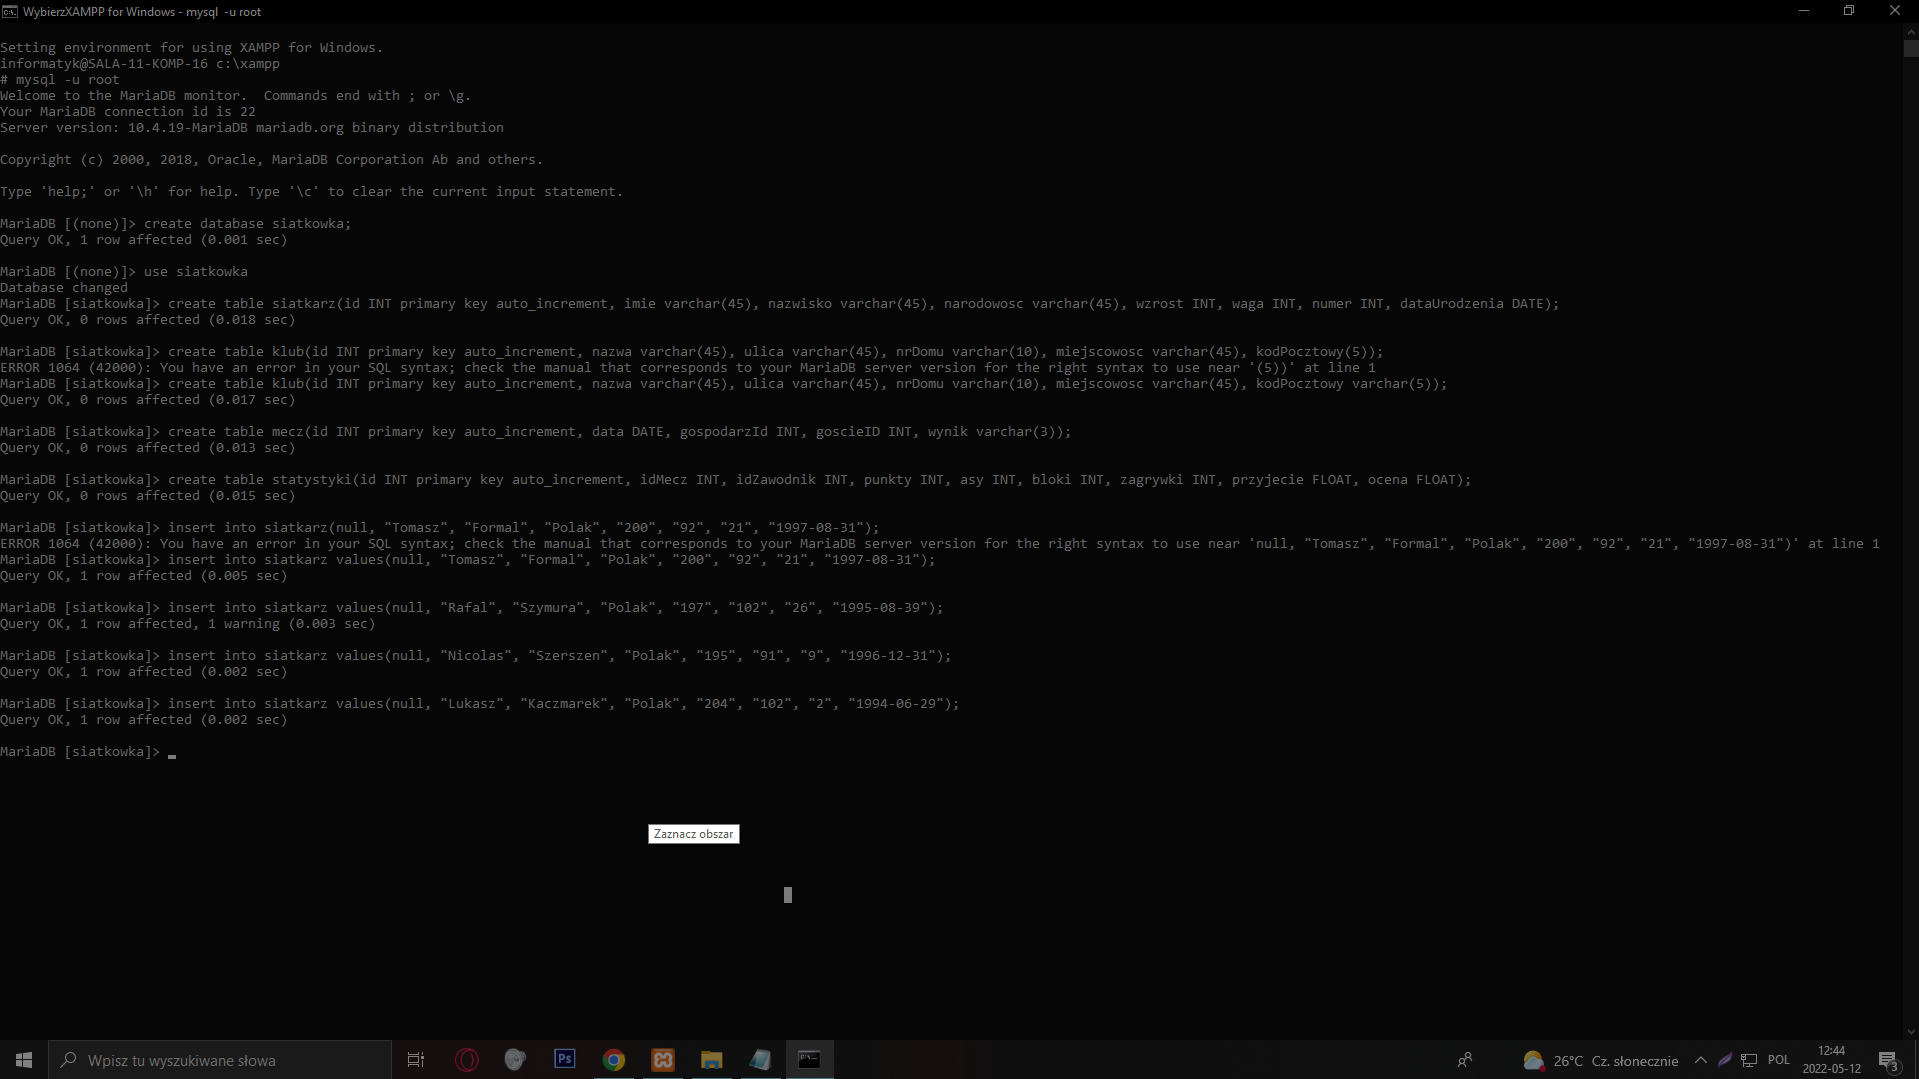 WybierzXAMPP for Windows - mysql  -u root
Setting environment for using XAMPP for Windows.
informatyk@SALA-11-KOMP-16 c:\xampp
# mysql -u root
Welcome to the MariaDB monitor.  Commands end with ; or \g.
Your MariaDB connection id is 22
Server version: 10.4.19-MariaDB mariadb.org binary distribution
Copyright (c) 2000, 2018, Oracle, MariaDB Corporation Ab and others.
Type 'help;' or '\h' for help. Type '\c' to clear the current input statement.
MariaDB [(none)]> create database siatkowka;
Query OK, 1 row affected (0.001 sec)
MariaDB [(none)]> use siatkowka
Database changed
MariaDB [siatkowka]> create table siatkarz(id INT primary key auto_increment, imie varchar(45), nazwisko varchar(45), narodowosc varchar(45), wzrost INT, waga INT, numer INT, dataUrodzenia DATE);
Query OK, 0 rows affected (0.018 sec)
MariaDB [siatkowka]> create table klub(id INT primary key auto_increment, nazwa varchar(45), ulica varchar(45), nrDomu varchar(10), miejscowosc varchar(45), kodPocztowy(5));
ERROR 1064 (42000): You have an error in your SQL syntax; check the manual that corresponds to your MariaDB server version for the right syntax to use near '(5))' at line 1
MariaDB [siatkowka]> create table klub(id INT primary key auto_increment, nazwa varchar(45), ulica varchar(45), nrDomu varchar(10), miejscowosc varchar(45), kodPocztowy varchar(5));
Query OK, 0 rows affected (0.017 sec)
MariaDB [siatkowka]> create table mecz(id INT primary key auto_increment, data DATE, gospodarzId INT, goscieID INT, wynik varchar(3));
Query OK, 0 rows affected (0.013 sec)
MariaDB [siatkowka]> create table statystyki(id INT primary key auto_increment, idMecz INT, idZawodnik INT, punkty INT, asy INT, bloki INT, zagrywki INT, przyjecie FLOAT, ocena FLOAT);
Query OK, 0 rows affected (0.015 sec)
MariaDB [siatkowka]> insert into siatkarz(null, "Tomasz", "Formal", "Polak", "200", "92", "21", "1997-08-31");
ERROR 1064 (42000): You have an error in your SQL syntax; check the manual that corresponds to your MariaDB server version for the right syntax to use near 'null, "Tomasz", "Formal", "Polak", "200", "92", "21", "1997-08-31")' at line 1
MariaDB [siatkowka]> insert into siatkarz values(null, "Tomasz", "Formal", "Polak", "200", "92", "21", "1997-08-31");
Query OK, 1 row affected (0.005 sec)
MariaDB [siatkowka]> insert into siatkarz values(null, "Rafal", "Szymura", "Polak", "197", "102", "26", "1995-08-39");
Query OK, 1 row affected, 1 warning (0.003 sec)
MariaDB [siatkowka]> insert into siatkarz values(null, "Nicolas", "Szerszen", "Polak", "195", "91", "9", "1996-12-31");
Query OK, 1 row affected (0.002 sec)
MariaDB [siatkowka]> insert into siatkarz values(null, "Lukasz", "Kaczmarek", "Polak", "204", "102", "2", "1994-06-29");
Query OK, 1 row affected (0.002 sec)
MariaDB [siatkowka]> _
Zaznacz obszar
Wpisz tu wyszukiwane słowa
Ps
26°C Cz. słonecznie
POL
12:44
2022-05-12
3